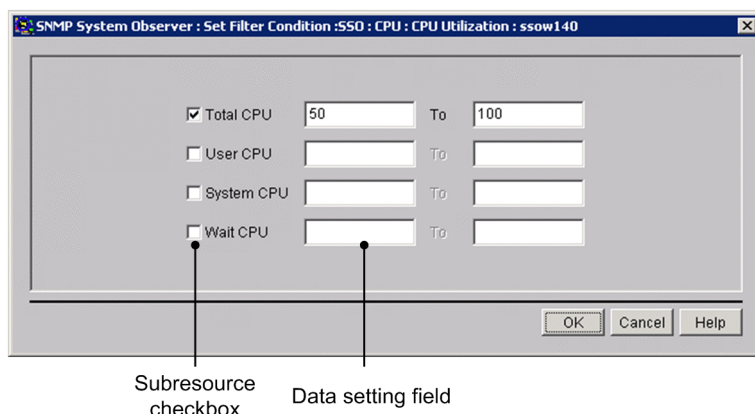 SNMP System Observer : Set Filter Condition :SSO : CPU : CPU Utilization : ssow140
Total CPU 50 To 100
User CPU To
System CPU To
Wait CPU To
OK Cancel Help
Subresource checkbox
Data setting field